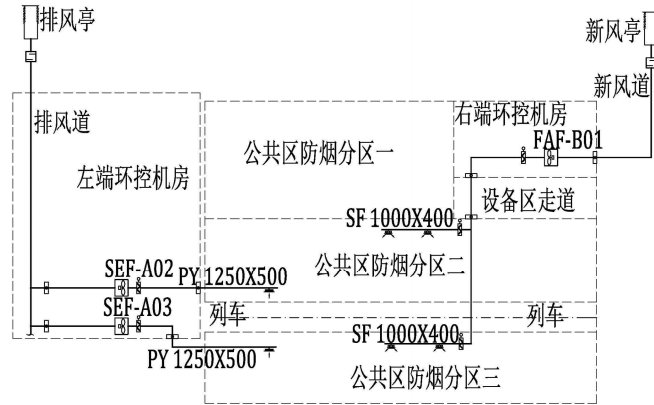 排风亭
新风亭
排风道
新风道
右端环控机房
FAF-B01
公共区防烟分区一
左端环控机房
设备区走道
SF 1000X400
公共区防烟分区二
SEF-A02
PY 1250X500
SEF-A03
列车
列车
SF 1000X400
PY 1250X500
公共区防烟分区三